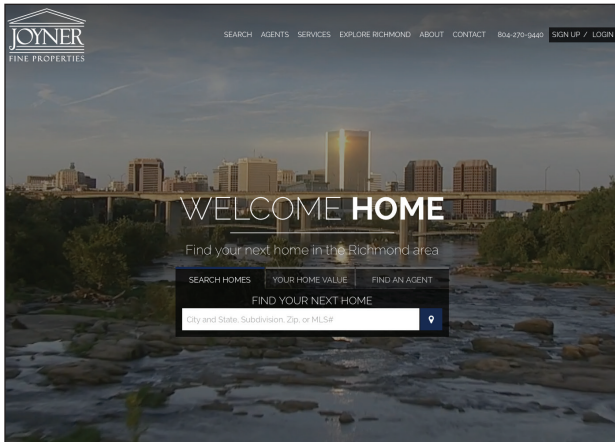 JOYNER
FINE PROPERTIES
SEARCH AGENTS SERVICES EXPLORE RICHMOND ABOUT CONTACT 804-270-9440 SIGN UP / LOGIN
WELCOME HOME
Find your next home in the Richmond area
SEARCH HOMES YOUR HOME VALUE FIND AN AGENT
FIND YOUR NEXT HOME
City and State, Subdivision, Zip, or MLS#